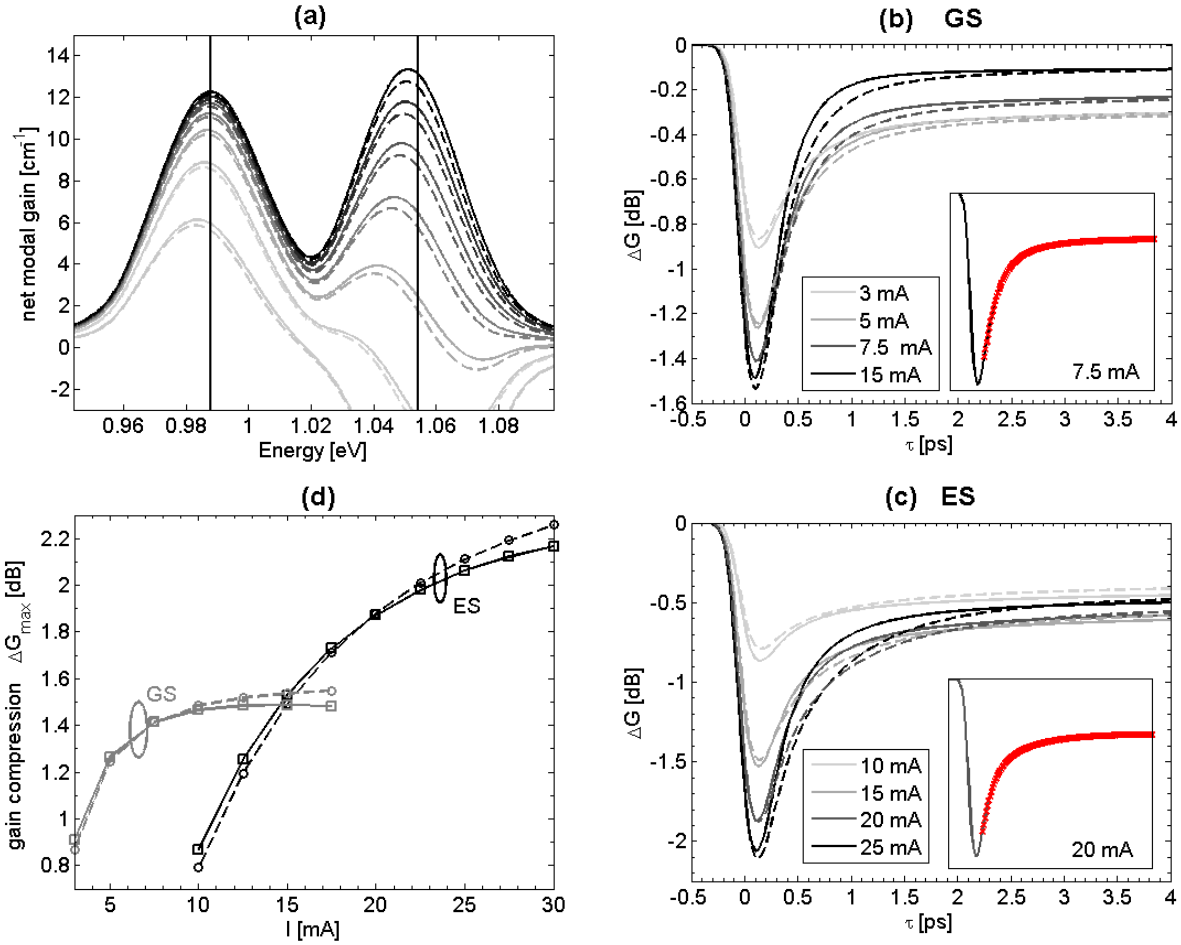 (a)
net modal gain [cm⁻¹]
14
12
10
8
6
4
2
0
-2
0.96
0.98
1
1.02
1.04
1.06
1.08
Energy [eV]
(b) GS
ΔG [dB]
0
-0.2
-0.4
-0.6
-0.8
-1
-1.2
-1.4
-1.6
3 mA
5 mA
7.5 mA
15 mA
7.5 mA
-0.5
0
0.5
1
1.5
2
2.5
3
3.5
4
τ [ps]
(d)
gain compression ΔGmax [dB]
2.2
2
1.8
1.6
1.4
1.2
1
0.8
GS
ES
5
10
15
20
25
30
I [mA]
(c) ES
ΔG [dB]
0
-0.5
-1
-1.5
-2
-2.5
10 mA
15 mA
20 mA
25 mA
20 mA
-0.5
0
0.5
1
1.5
2
2.5
3
3.5
4
τ [ps]